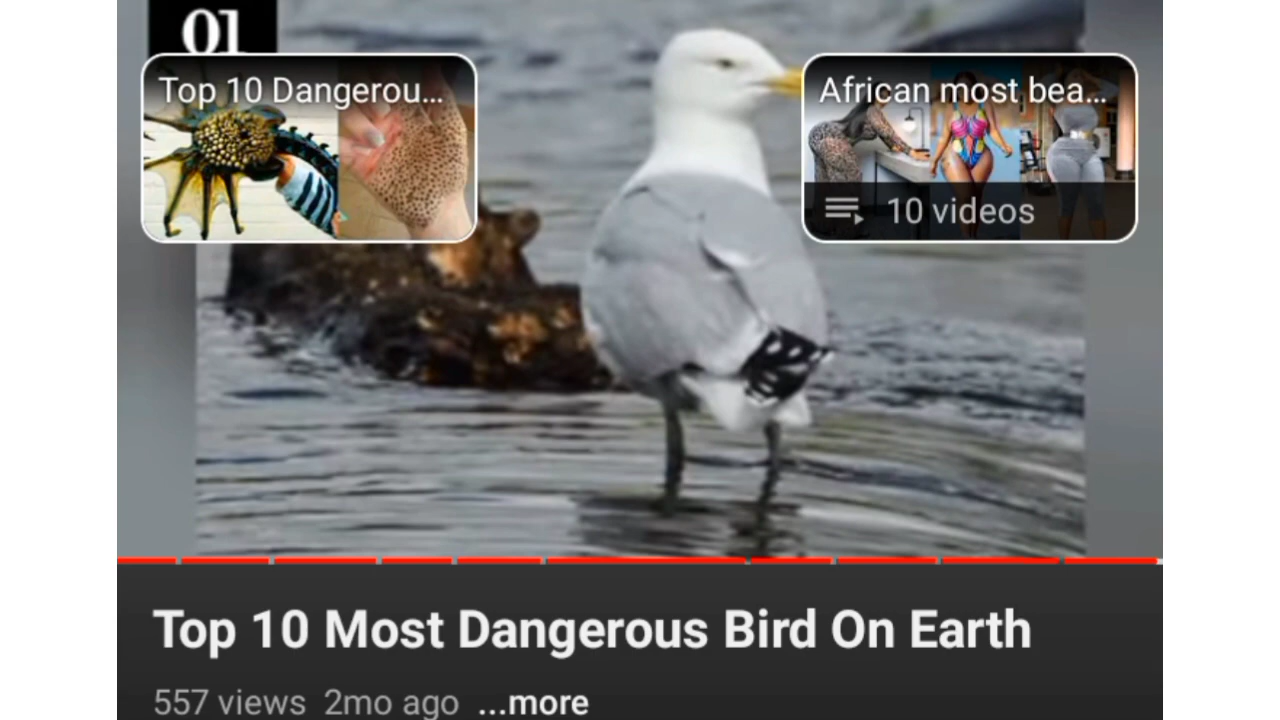 01
Top 10 Dangerou...
African most bea...
10 videos
Top 10 Most Dangerous Bird On Earth
557 views 2mo ago ...more